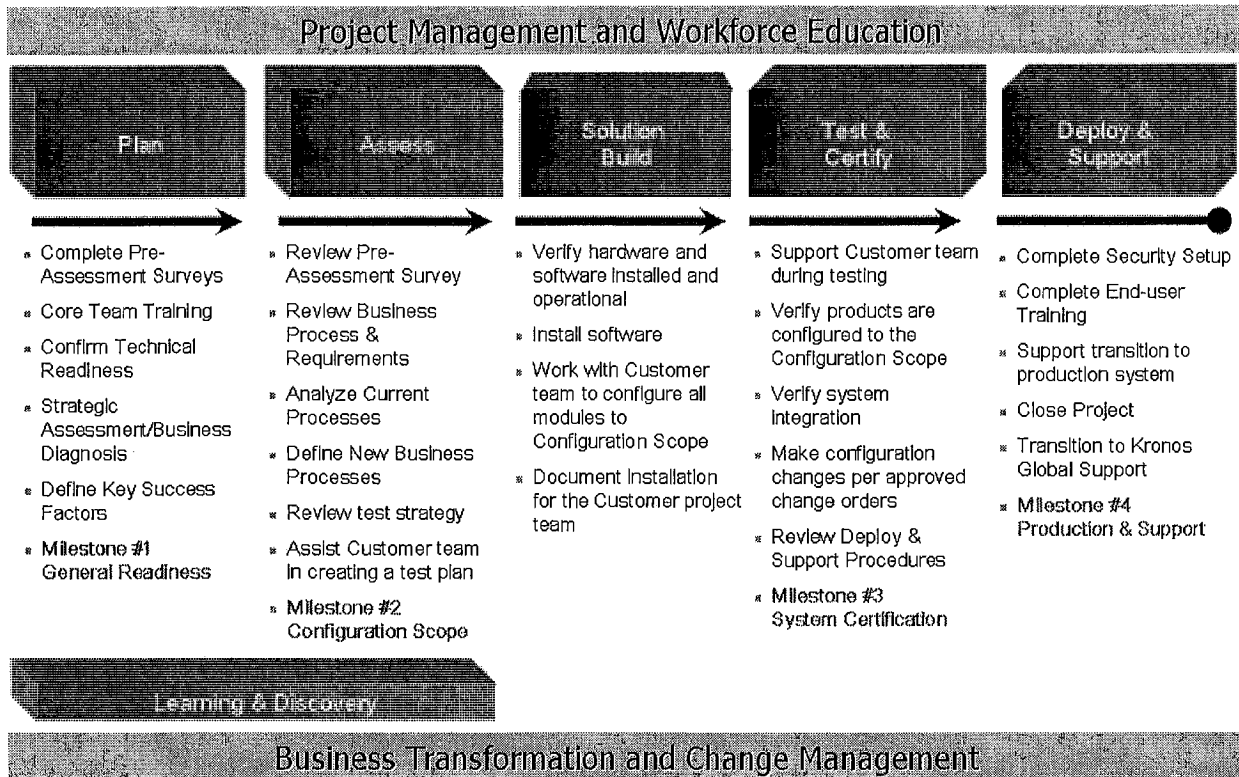 Project Management and Workforce Education
Plan
Assess
Solution
Build
Test &
Certify
Deploy &
Support
▪ Complete Pre-
Assessment Surveys
▪ Core Team Training
▪ Confirm Technical
Readiness
▪ Strategic
Assessment/Business
Diagnosis
▪ Define Key Success
Factors
▪ Milestone #1
General Readiness
▪ Review Pre-
Assessment Survey
▪ Review Business
Process &
Requirements
▪ Analyze Current
Processes
▪ Define New Business
Processes
▪ Review test strategy
▪ Assist Customer team
in creating a test plan
▪ Milestone #2
Configuration Scope
▪ Verify hardware and
software installed and
operational
▪ Install software
▪ Work with Customer
team to configure all
modules to
Configuration Scope
▪ Document installation
for the Customer project
team
▪ Support Customer team
during testing
▪ Verify products are
configured to the
Configuration Scope
▪ Verify system
integration
▪ Make configuration
changes per approved
change orders
▪ Review Deploy &
Support Procedures
▪ Milestone #3
System Certification
▪ Complete Security Setup
▪ Complete End-user
Training
▪ Support transition to
production system
▪ Close Project
▪ Transition to Kronos
Global Support
▪ Milestone #4
Production & Support
Learning & Discovery
Business Transformation and Change Management